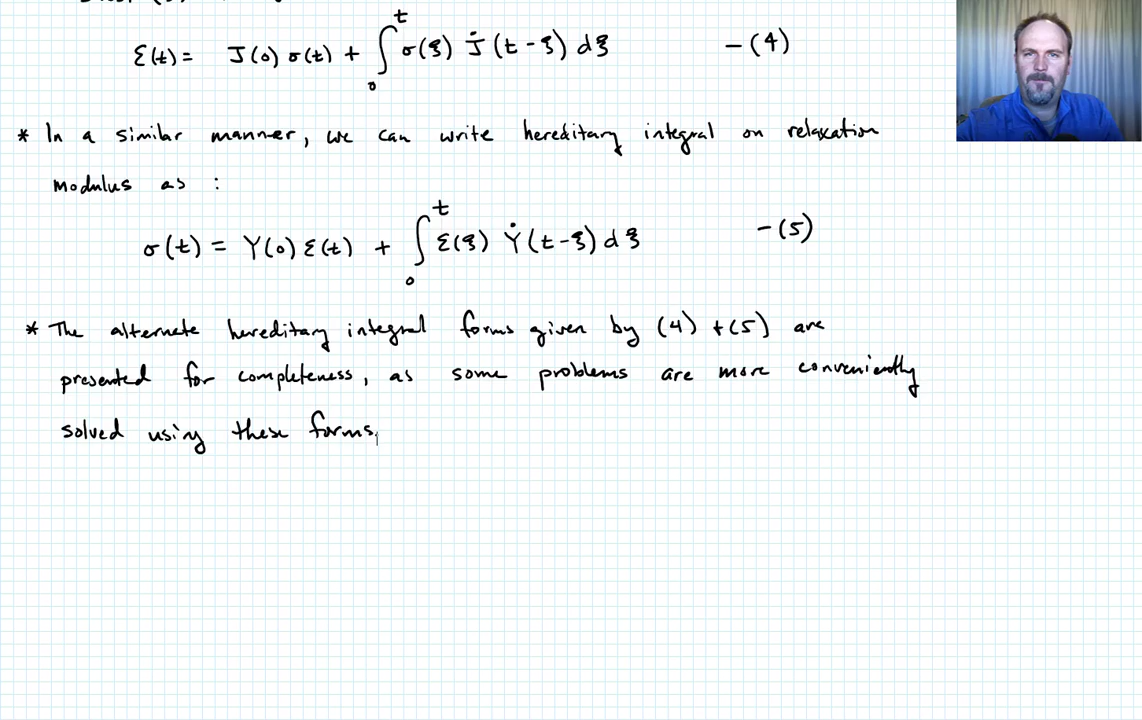 ε(t) = J(0) σ(t) + ∫₀ᵗ σ(ξ) J̇(t-ξ) dξ -(4)
* In a similar manner, we can write hereditary integral on relaxation
modulus as :
σ(t) = Y(0) ε(t) + ∫₀ᵗ ε(ξ) Ẏ(t-ξ) dξ -(5)
* The alternate hereditary integral forms given by (4) + (5) are
presented for completeness, as some problems are more conveniently
solved using these forms,